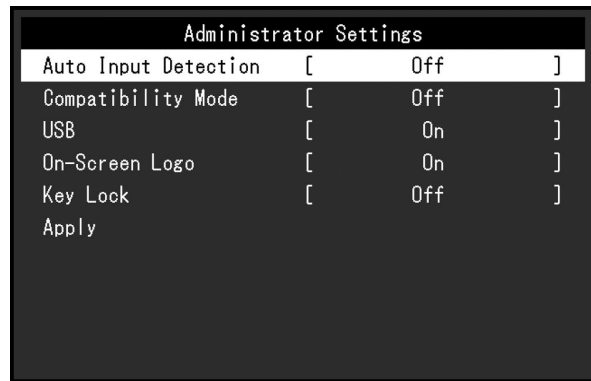 Administrator Settings
Auto Input Detection [ Off ]
Compatibility Mode [ Off ]
USB [ On ]
On-Screen Logo [ On ]
Key Lock [ Off ]
Apply